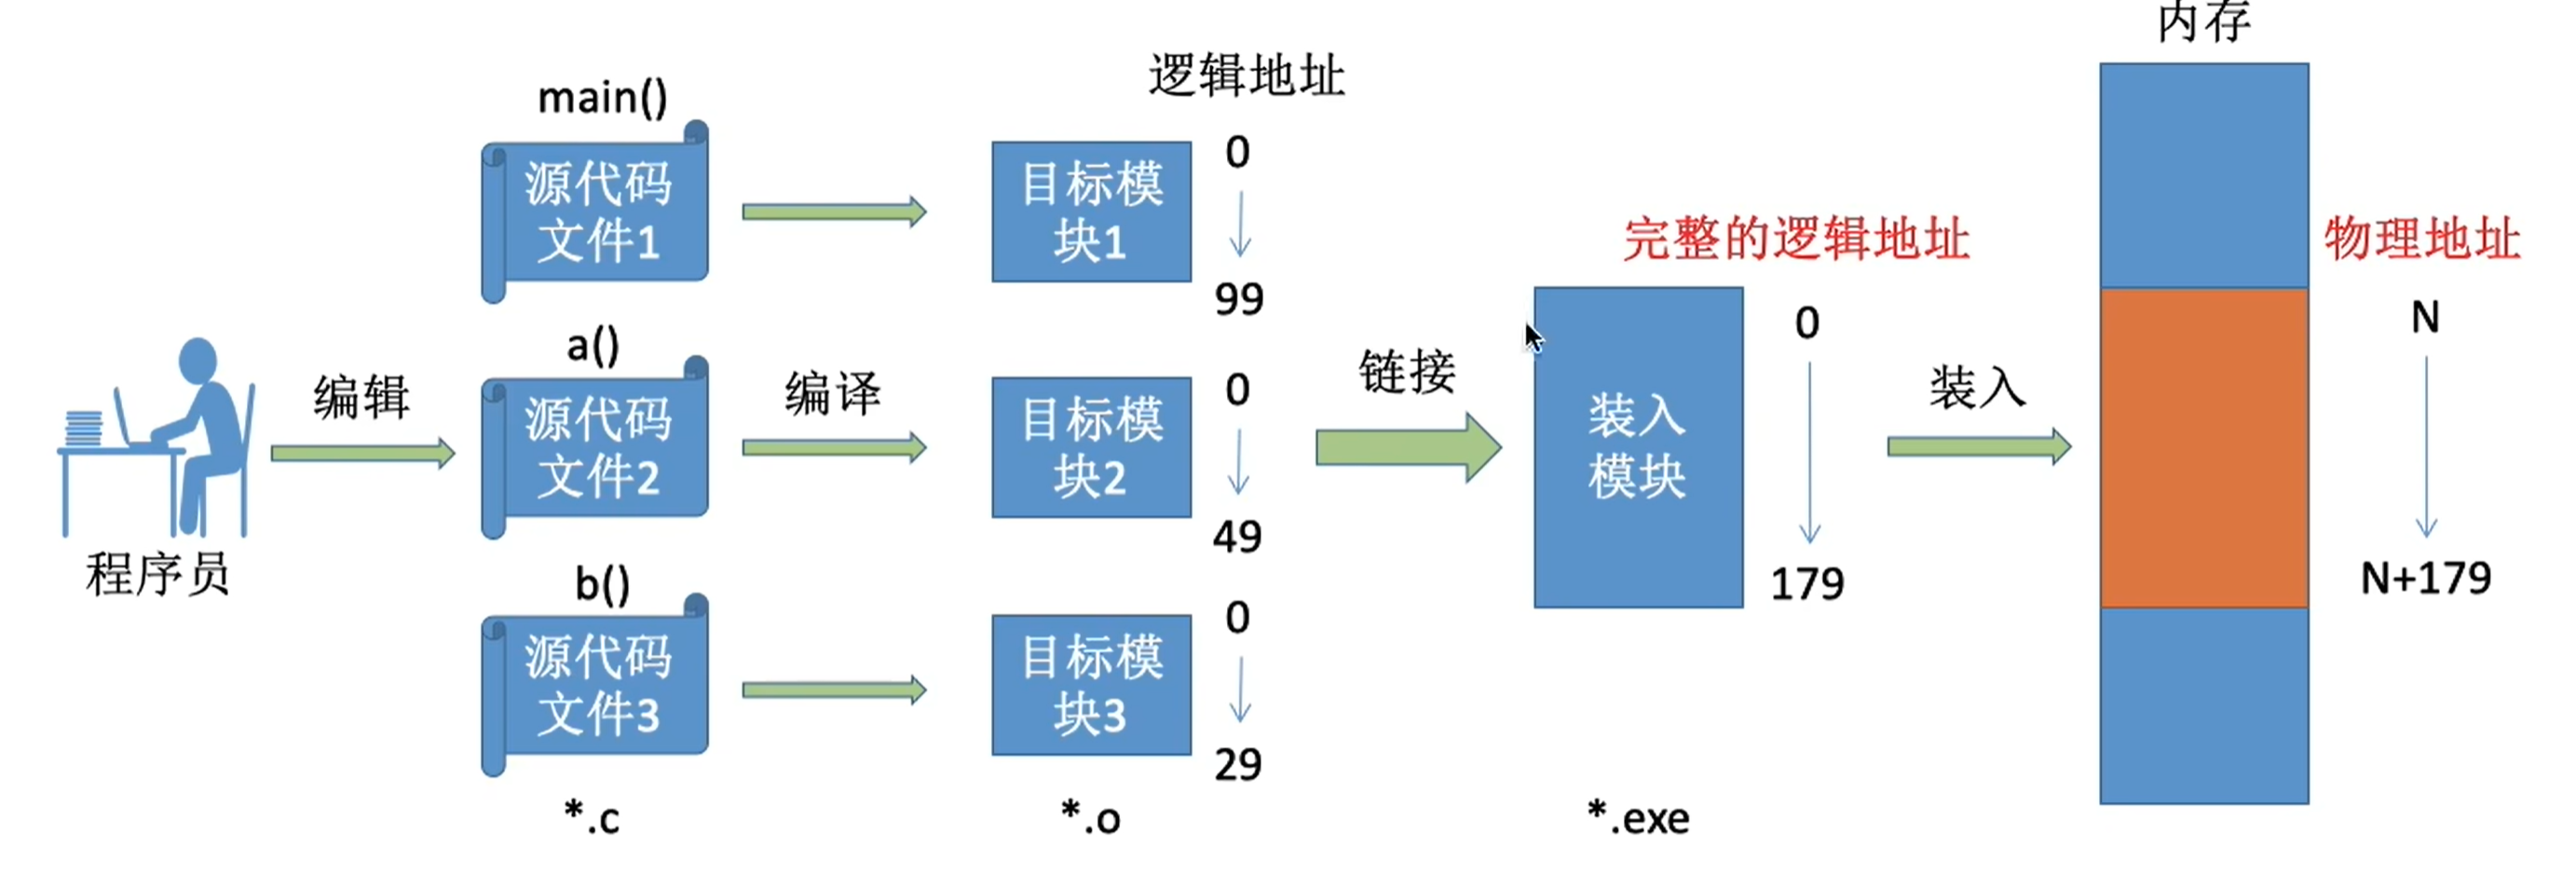 内存
逻辑地址
main()
源代码
文件1
目标模
块1
0
99
完整的逻辑地址
物理地址
程序员
编辑
a()
源代码
文件2
编译
目标模
块2
0
49
链接
装入
模块
0
179
装入
N
N+179
b()
源代码
文件3
目标模
块3
0
29
*.c
*.o
*.exe